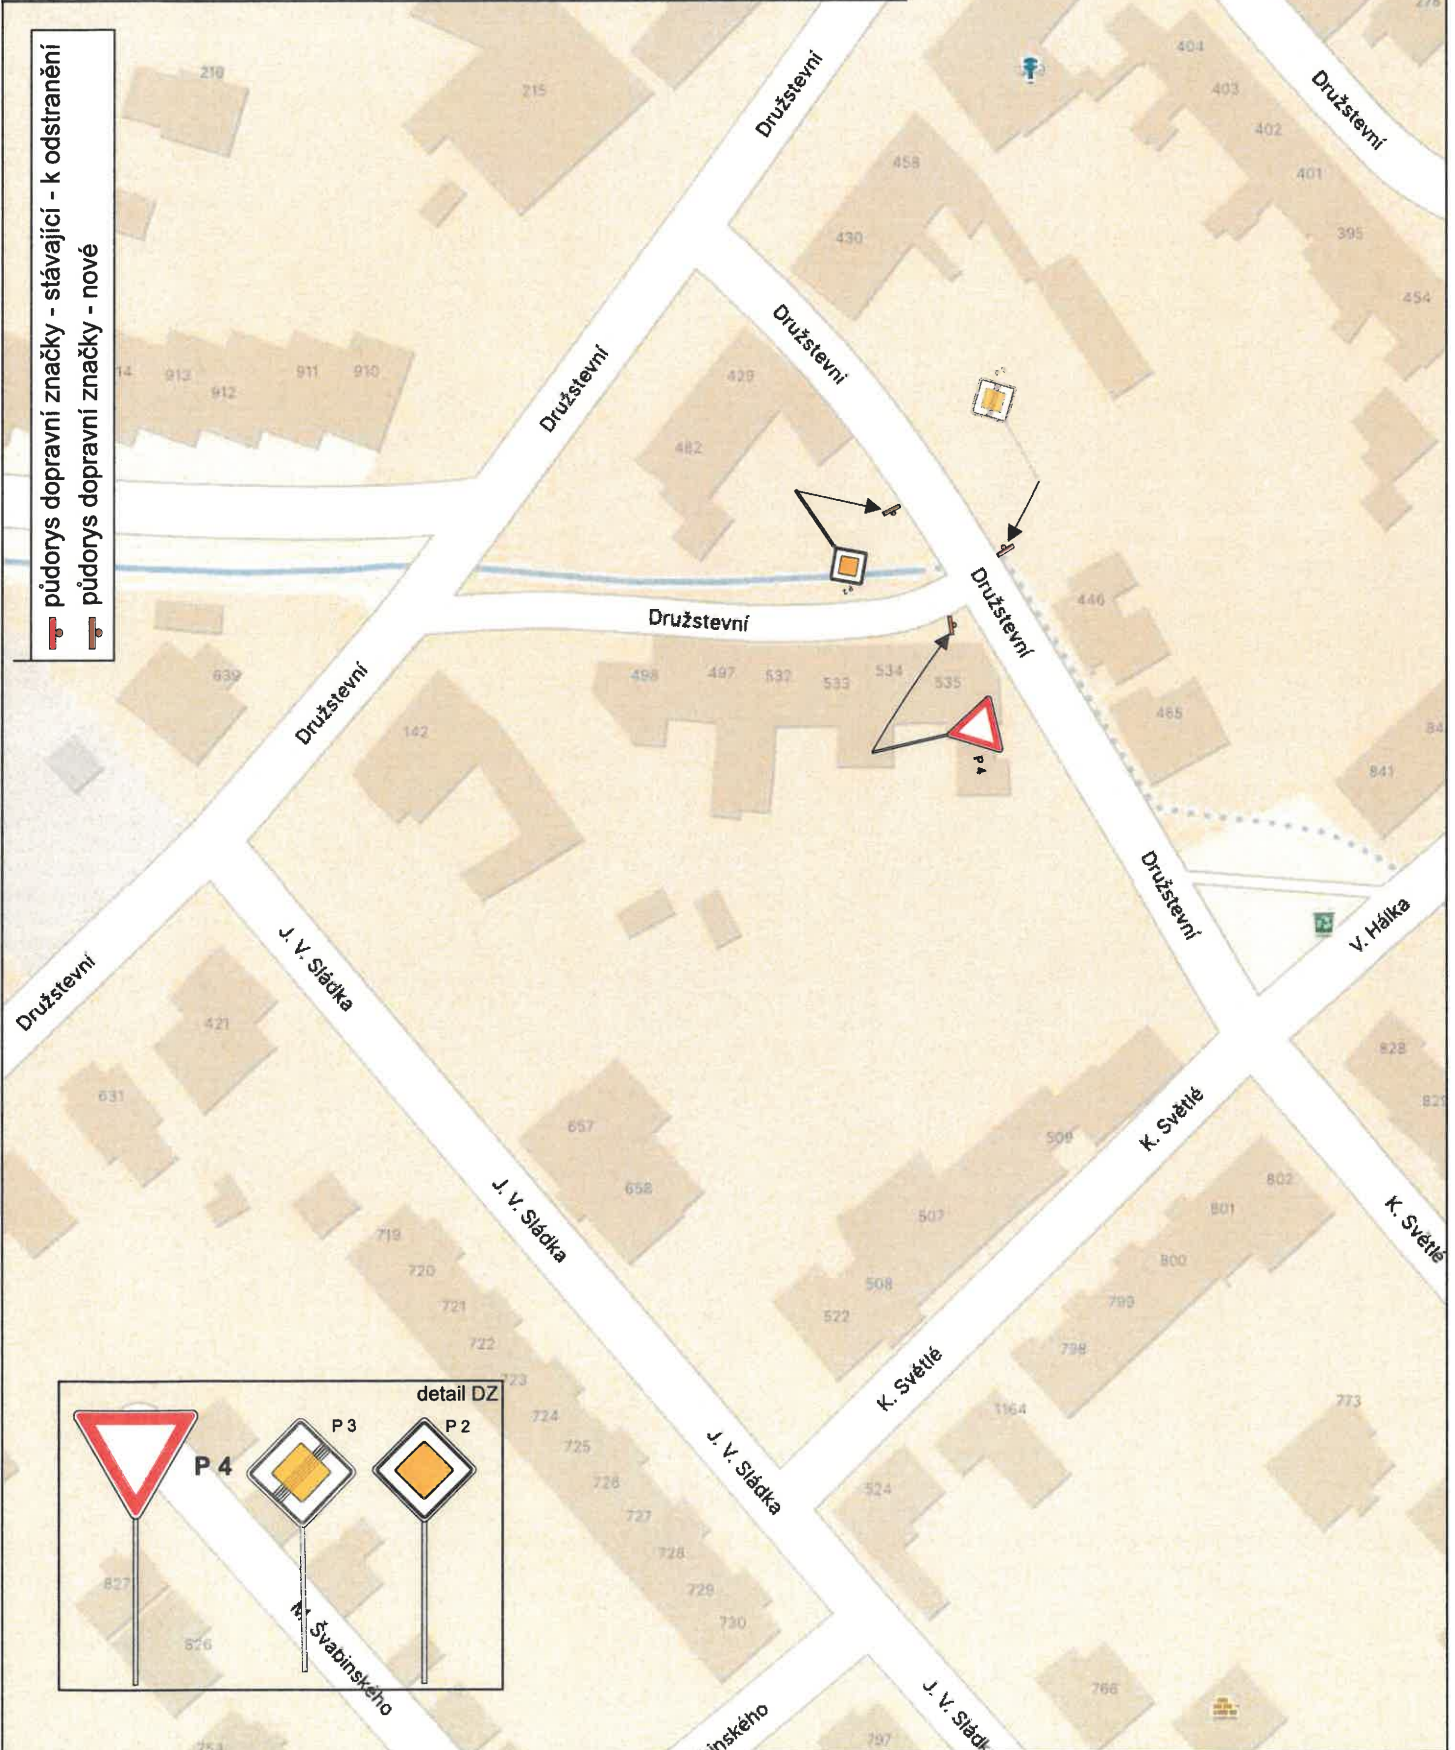 půdorys dopravní značky - stávající - k odstranění
půdorys dopravní značky - nové
216
215
Družstevní
404
403
402
401
395
454
Družstevní
458
430
Družstevní
913
912
911
910
Družstevní
429
482
Družstevní
Družstevní
446
465
498
497
532
533
534
535
P 4
639
Družstevní
142
841
Družstevní
V. Hálka
Družstevní
J. V. Sládka
421
631
828
657
658
J. V. Sládka
509
507
508
522
K. Světlé
802
801
800
799
798
K. Světlé
K. Světlé
719
720
721
722
723
724
725
726
727
728
729
730
J. V. Sládka
524
1164
773
detail DZ
P 4
P 3
P 2
827
826
M. Švabinského
inského
J. V. Sládk
766
797